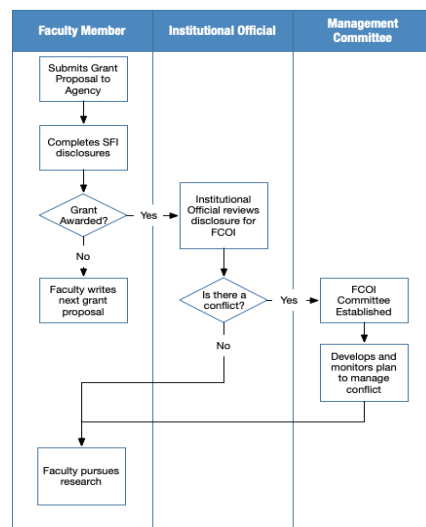 Faculty Member
Institutional Official
Management
Committee
Submits Grant
Proposal to
Agency
Completes SFI
disclosures
Grant
Awarded?
Yes
Institutional
Official reviews
disclosure for
FCOI
No
Faculty writes
next grant
proposal
Is there a
conflict?
Yes
FCOI
Committee
Established
No
Develops and
monitors plan
to manage
conflict
Faculty pursues
research